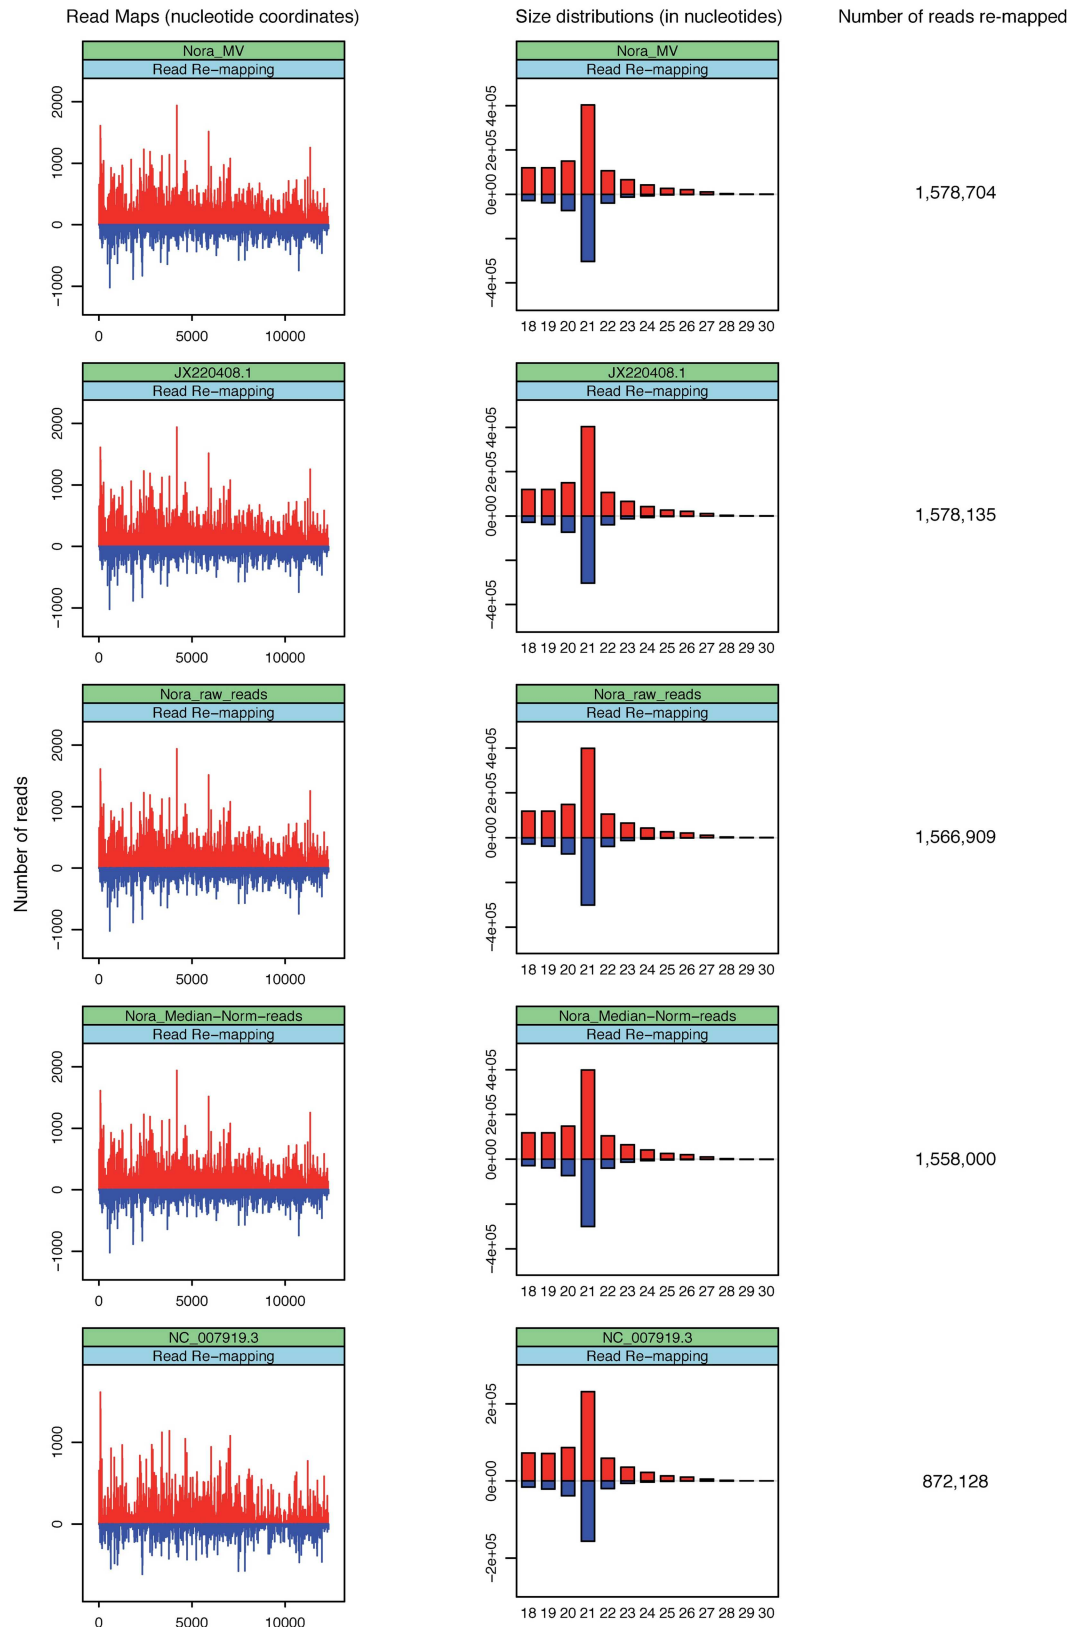 Read Maps (nucleotide coordinates) Size distributions (in nucleotides) Number of reads re-mapped
Nora_MV Nora_MV
Read Re-mapping Read Re-mapping
2000
1000
0
-1000
0 5000 10000
4e+05
2e+05
0e+00
-4e+05
18 19 20 21 22 23 24 25 26 27 28 29 30
1,578,704
JX220408.1 JX220408.1
Read Re-mapping Read Re-mapping
2000
1000
0
-1000
0 5000 10000
4e+05
2e+05
0e+00
-4e+05
18 19 20 21 22 23 24 25 26 27 28 29 30
1,578,135
Number of reads
Nora_raw_reads Nora_raw_reads
Read Re-mapping Read Re-mapping
2000
1000
0
-1000
0 5000 10000
4e+05
2e+05
0e+00
-4e+05
18 19 20 21 22 23 24 25 26 27 28 29 30
1,566,909
Nora_Median-Norm-reads Nora_Median-Norm-reads
Read Re-mapping Read Re-mapping
2000
1000
0
-1000
0 5000 10000
4e+05
2e+05
0e+00
-4e+05
18 19 20 21 22 23 24 25 26 27 28 29 30
1,558,000
NC_007919.3 NC_007919.3
Read Re-mapping Read Re-mapping
1000
0
0 5000 10000
2e+05
0e+00
-2e+05
18 19 20 21 22 23 24 25 26 27 28 29 30
872,128